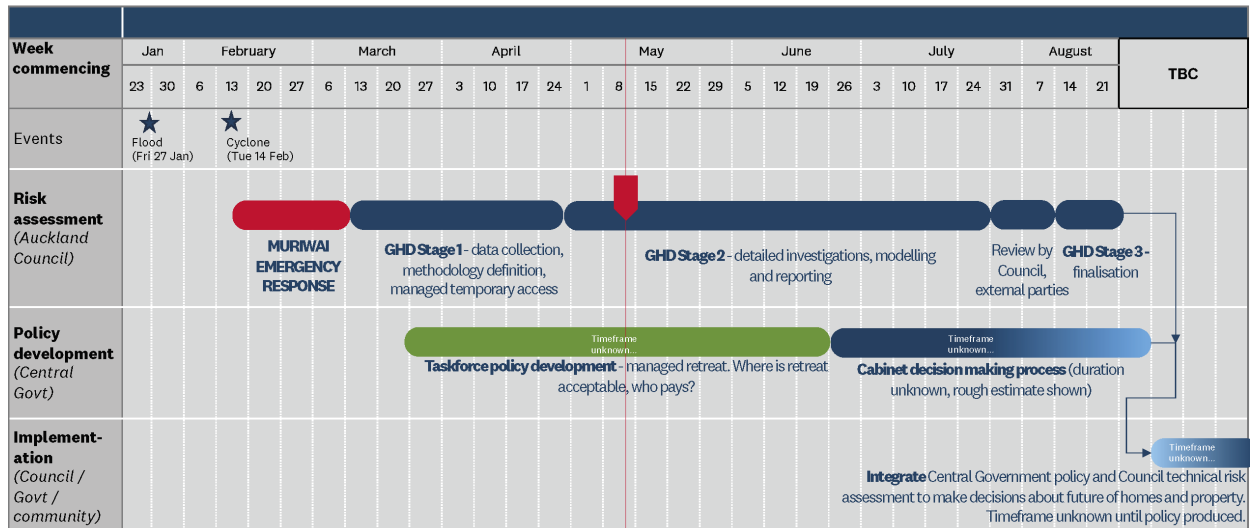 Week
commencing
Jan February March April May June July August TBC
23 30 6 13 20 27 6 13 20 27 3 10 17 24 1 8 15 22 29 5 12 19 26 3 10 17 24 31 7 14 21
Events
Flood
(Fri 27 Jan)
Cyclone
(Tue 14 Feb)
Risk
assessment
(Auckland
Council)
MURIWAI
EMERGENCY
RESPONSE
GHD Stage 1 - data collection,
methodology definition,
managed temporary access
GHD Stage 2 - detailed investigations, modelling
and reporting
Review by
Council,
external parties
GHD Stage 3 -
finalisation
Policy
development
(Central
Govt)
Timeframe
unknown...
Taskforce policy development - managed retreat. Where is retreat
acceptable, who pays?
Timeframe
unknown...
Cabinet decision making process (duration
unknown, rough estimate shown)
Implement-
ation
(Council /
Govt /
community)
Timeframe
unknown...
Integrate Central Government policy and Council technical risk
assessment to make decisions about future of homes and property.
Timeframe unknown until policy produced.